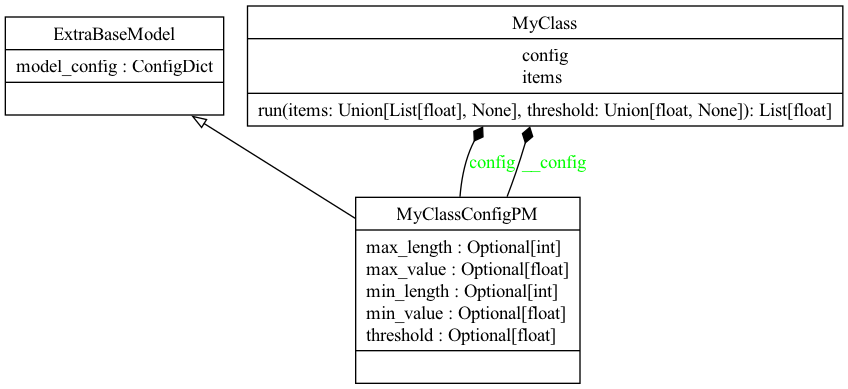 ExtraBaseModel
model_config : ConfigDict
MyClass
config
items
run(items: Union[List[float], None], threshold: Union[float, None]): List[float]
config
__config
MyClassConfigPM
max_length : Optional[int]
max_value : Optional[float]
min_length : Optional[int]
min_value : Optional[float]
threshold : Optional[float]